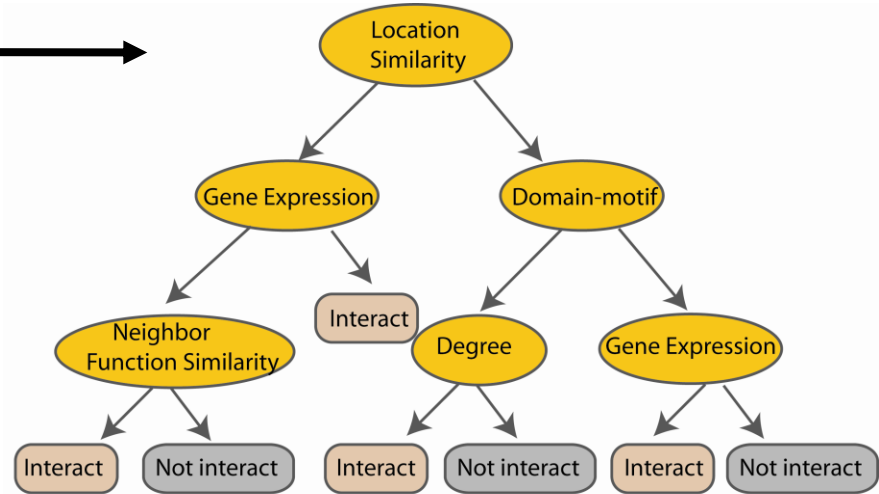 Location
Similarity
Gene Expression
Domain-motif
Interact
Neighbor
Function Similarity
Degree
Gene Expression
Interact
Not interact
Interact
Not interact
Interact
Not interact